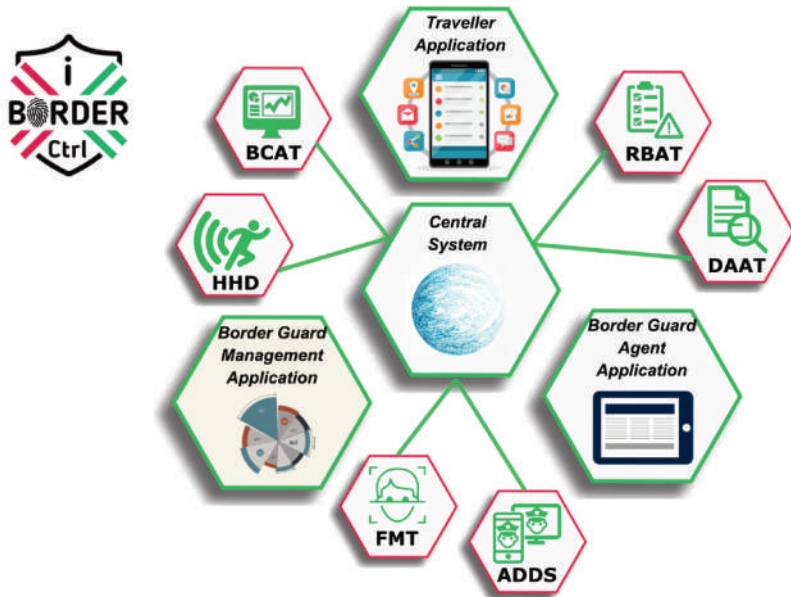 i
BORDER
Ctrl
Traveller
Application
BCAT
RBAT
HHD
Central
System
DAAT
Border Guard
Management
Application
Border Guard
Agent
Application
FMT
ADDS